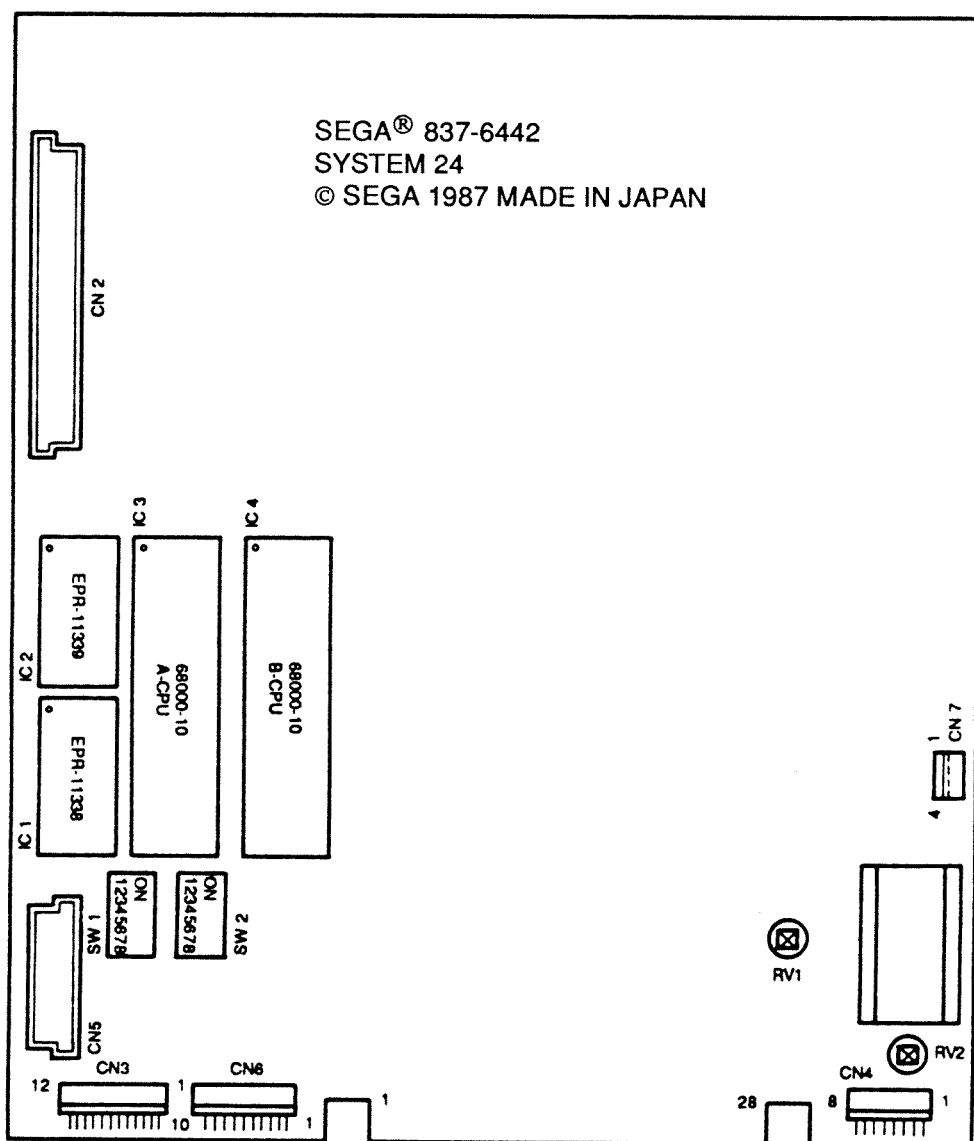 SEGA® 837-6442
SYSTEM 24
© SEGA 1987 MADE IN JAPAN
CN 2
IC 3
IC 4
IC 2
EPR-11339
68000-10
A-CPU
68000-10
B-CPU
IC 1
EPR-11338
1
CN 7
4
SW 1
ON
12345678
ON
12345678
SW 2
RV1
CN5
RV2
12
CN3
1
CN6
10
1
1
28
CN4
8
1